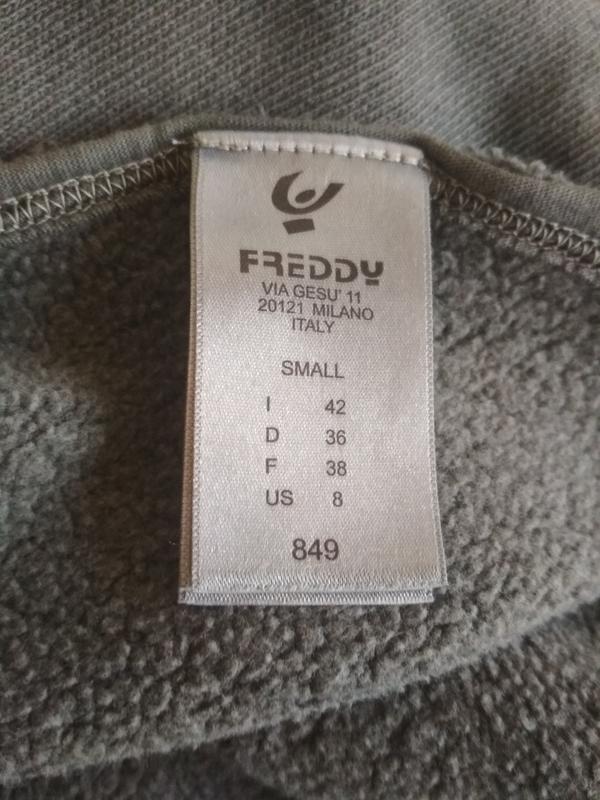 FREDDY
VIA GESU' 11
20121 MILANO
ITALY
SMALL
I 42
D 36
F 38
US 8
849